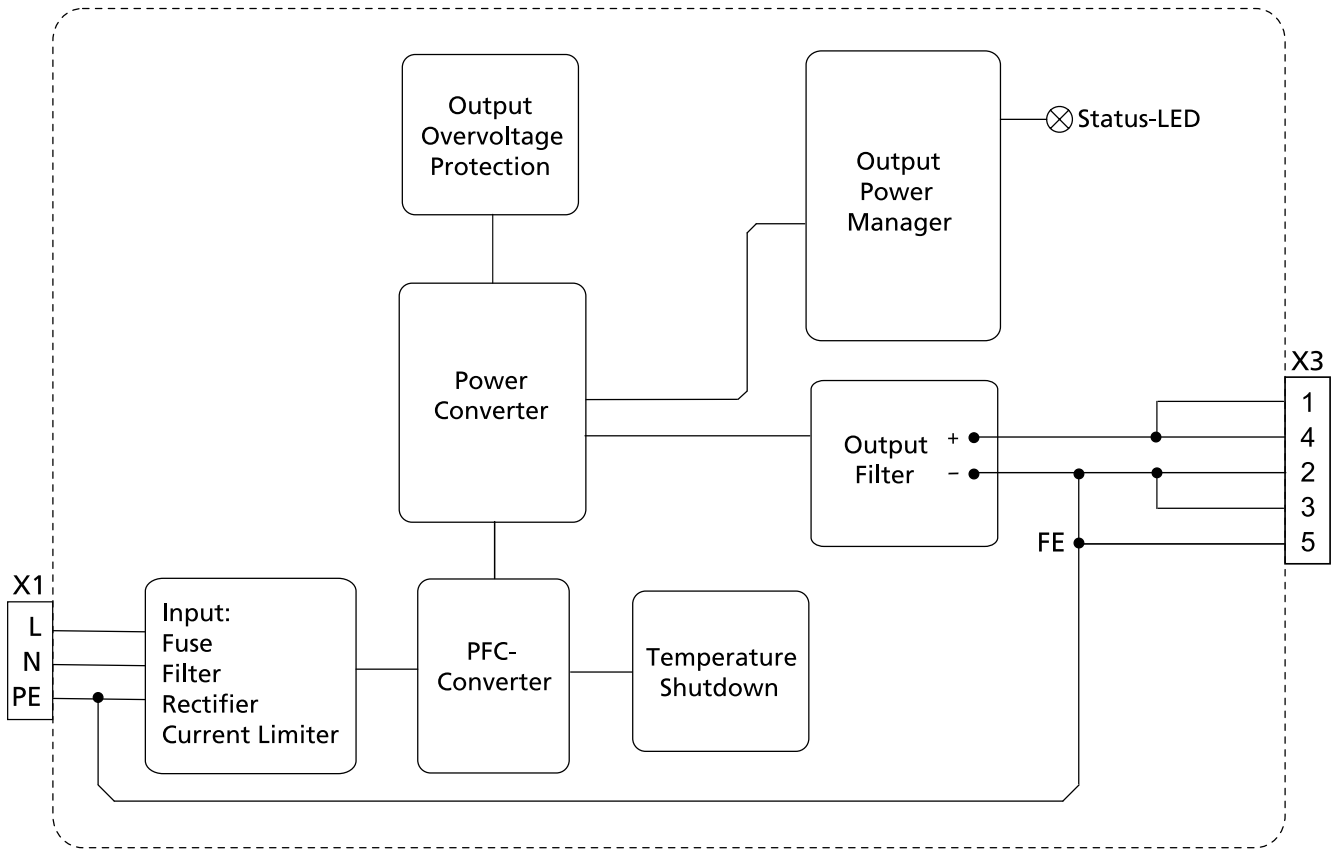 Output
Overvoltage
Protection
Output
Power
Manager
Status-LED
Power
Converter
Output
Filter
+
–
X3
1
4
2
3
5
FE
X1
L
N
PE
Input:
Fuse
Filter
Rectifier
Current Limiter
PFC-
Converter
Temperature
Shutdown